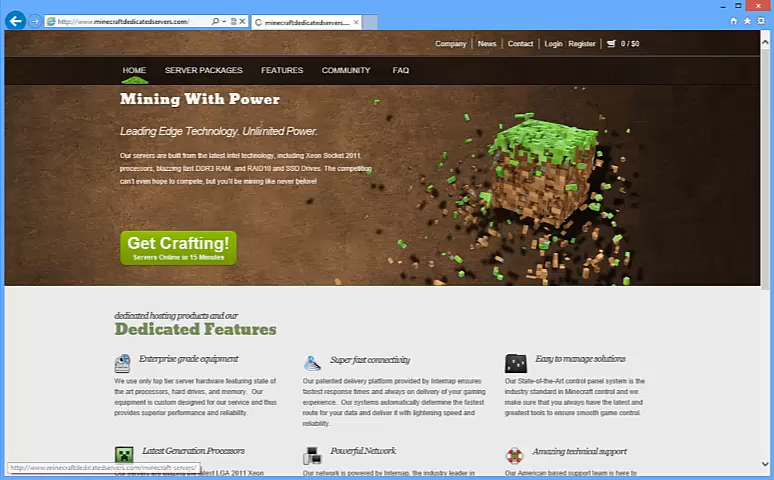 http://www.minecraftdedicatedservers.com/
minecraftdedicatedservers....
Company News Contact Login Register 0 / $0
HOME SERVER PACKAGES FEATURES COMMUNITY FAQ
Mining With Power
Leading Edge Technology. Unlimited Power.
Our servers are built from the latest Intel technology, including Xeon Socket 2011
processors, blazing fast DDR3 RAM, and RAID10 and SSD Drives. The competition
can't even hope to compete, but you'll be mining like never before!
Get Crafting!
Servers Online in 15 Minutes
dedicated hosting products and our
Dedicated Features
Enterprise grade equipment
We use only top tier server hardware featuring state of
the art processors, hard drives, and memory. Our
equipment is custom designed for our service and thus
provides superior performance and reliability.
Super fast connectivity
Our patented delivery platform provided by Internap ensures
fastest response times and always on delivery of your gaming
experience. Our systems automatically determine the fastest
route for your data and deliver it with lightening speed and
reliability.
Easy to manage solutions
Our State-of-the-Art control panel system is the
industry standard in Minecraft control and we
make sure that you always have the latest and
greatest tools to ensure smooth game control.
Latest Generation Processors
the latest LGA 2011 Xeon
Powerful Network
Our network is powered by Internap, the industry leader in
Amazing technical support
Our American based support team is here to
http://www.minecraftdedicatedservers.com/minecraft-servers/